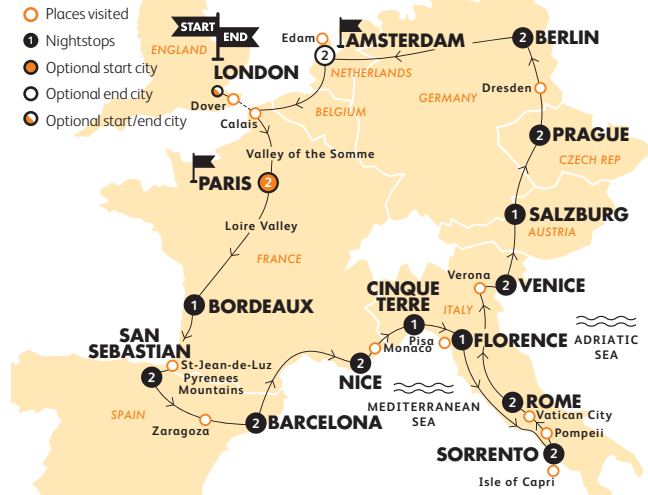 Places visited
1 Nightstops
Optional start city
Optional end city
Optional start/end city
START
END
ENGLAND
LONDON
Dover
Calais
Edam
AMSTERDAM
2
NETHERLANDS
BELGIUM
2 BERLIN
GERMANY
Dresden
2 PRAGUE
CZECH REP
Valley of the Somme
PARIS 2
Loire Valley
FRANCE
1 SALZBURG
AUSTRIA
Verona
2 VENICE
1 BORDEAUX
CINQUE
TERRE
1
ITALY
Pisa
1 FLORENCE
ADRIATIC
SEA
Monaco
2
NICE
SAN
SEBASTIAN
2
St-Jean-de-Luz
Pyrenees
Mountains
SPAIN
Zaragoza
2 BARCELONA
MEDITERRANEAN
SEA
2 ROME
Vatican City
Pompeii
SORRENTO 2
Isle of Capri